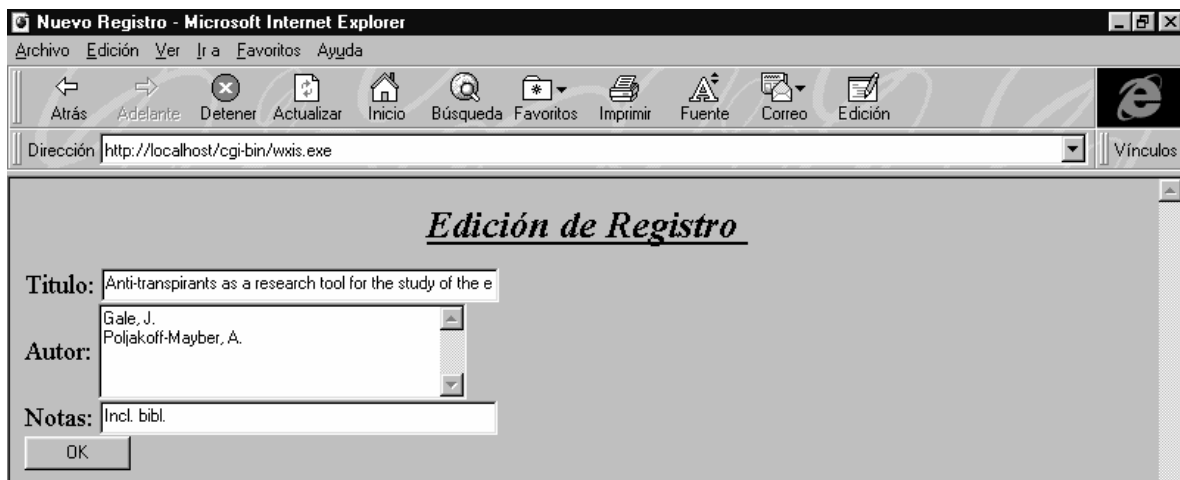 Nuevo Registro - Microsoft Internet Explorer
Archivo Edición Ver Ir a Favoritos Ayuda
Atrás Adelante Detener Actualizar Inicio Búsqueda Favoritos Imprimir Fuente Correo Edición
Dirección http://localhost/cgi-bin/wxis.exe Vínculos
Edición de Registro
Titulo: Anti-transpirants as a research tool for the study of the e
Autor: Gale, J.
Poljakoff-Mayber, A.
Notas: Incl. bibl.
OK